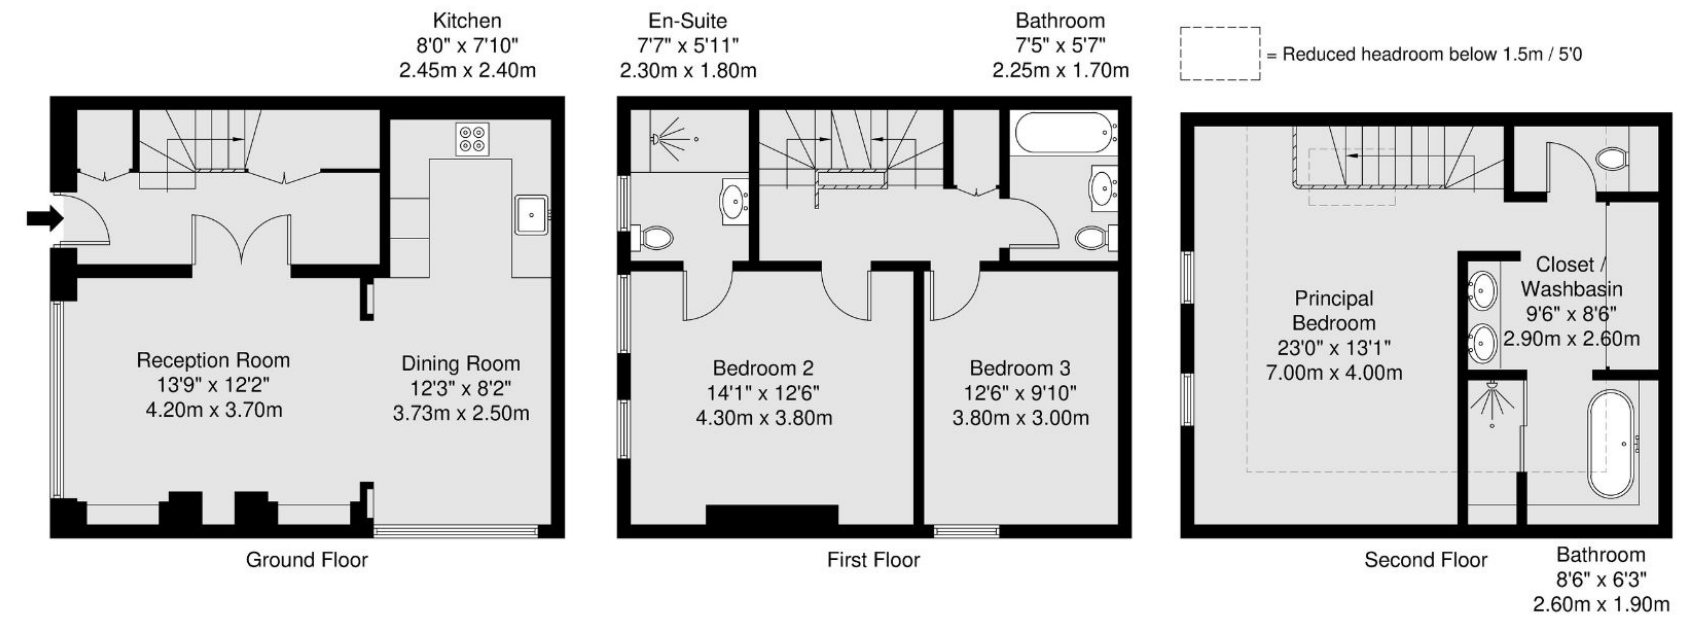 Kitchen
8'0" x 7'10"
2.45m x 2.40m
En-Suite
7'7" x 5'11"
2.30m x 1.80m
Bathroom
7'5" x 5'7"
2.25m x 1.70m
= Reduced headroom below 1.5m / 5'0
Reception Room
13'9" x 12'2"
4.20m x 3.70m
Dining Room
12'3" x 8'2"
3.73m x 2.50m
Ground Floor
Bedroom 2
14'1" x 12'6"
4.30m x 3.80m
Bedroom 3
12'6" x 9'10"
3.80m x 3.00m
First Floor
Principal
Bedroom
23'0" x 13'1"
7.00m x 4.00m
Closet /
Washbasin
9'6" x 8'6"
2.90m x 2.60m
Second Floor
Bathroom
8'6" x 6'3"
2.60m x 1.90m